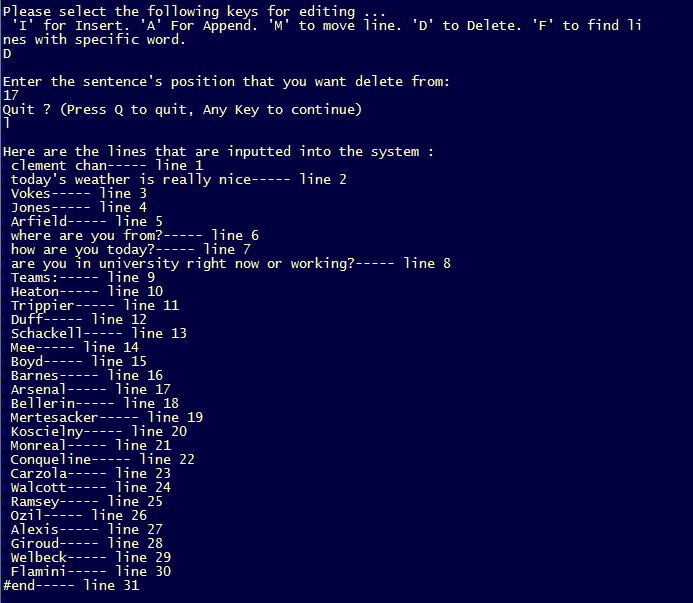 Please select the following keys for editing ...
'I' for Insert. 'A' For Append. 'M' to move line. 'D' to Delete. 'F' to find li
nes with specific word.
D
Enter the sentence's position that you want delete from:
17
Quit ? (Press Q to quit, Any Key to continue)
l
Here are the lines that are inputted into the system :
clement chan----- line 1
today's weather is really nice----- line 2
Vokes----- line 3
Jones----- line 4
Arfield----- line 5
where are you from?----- line 6
how are you today?----- line 7
are you in university right now or working?----- line 8
Teams:----- line 9
Heaton----- line 10
Trippier----- line 11
Duff----- line 12
Schackell----- line 13
Mee----- line 14
Boyd----- line 15
Barnes----- line 16
Arsenal----- line 17
Bellerin----- line 18
Mertesacker----- line 19
Koscielny----- line 20
Monreal----- line 21
Conqueline----- line 22
Carzola----- line 23
Walcott----- line 24
Ramsey----- line 25
Ozil----- line 26
Alexis----- line 27
Giroud----- line 28
Welbeck----- line 29
Flamini----- line 30
#end----- line 31